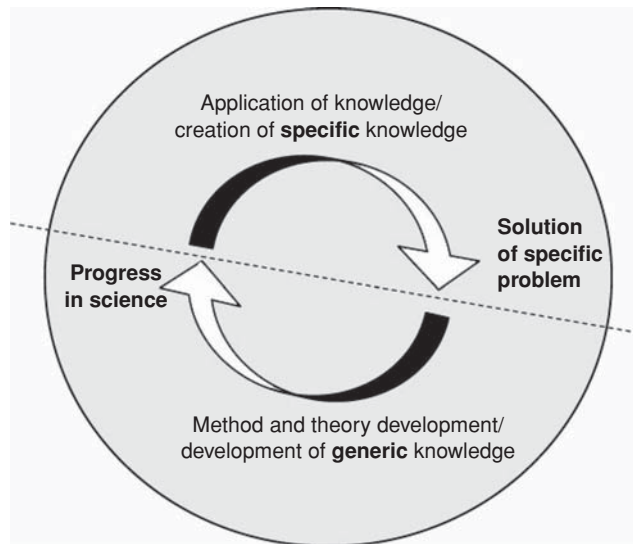 Application of knowledge/
creation of specific knowledge
Solution
of specific
problem
Progress
in science
Method and theory development/
development of generic knowledge